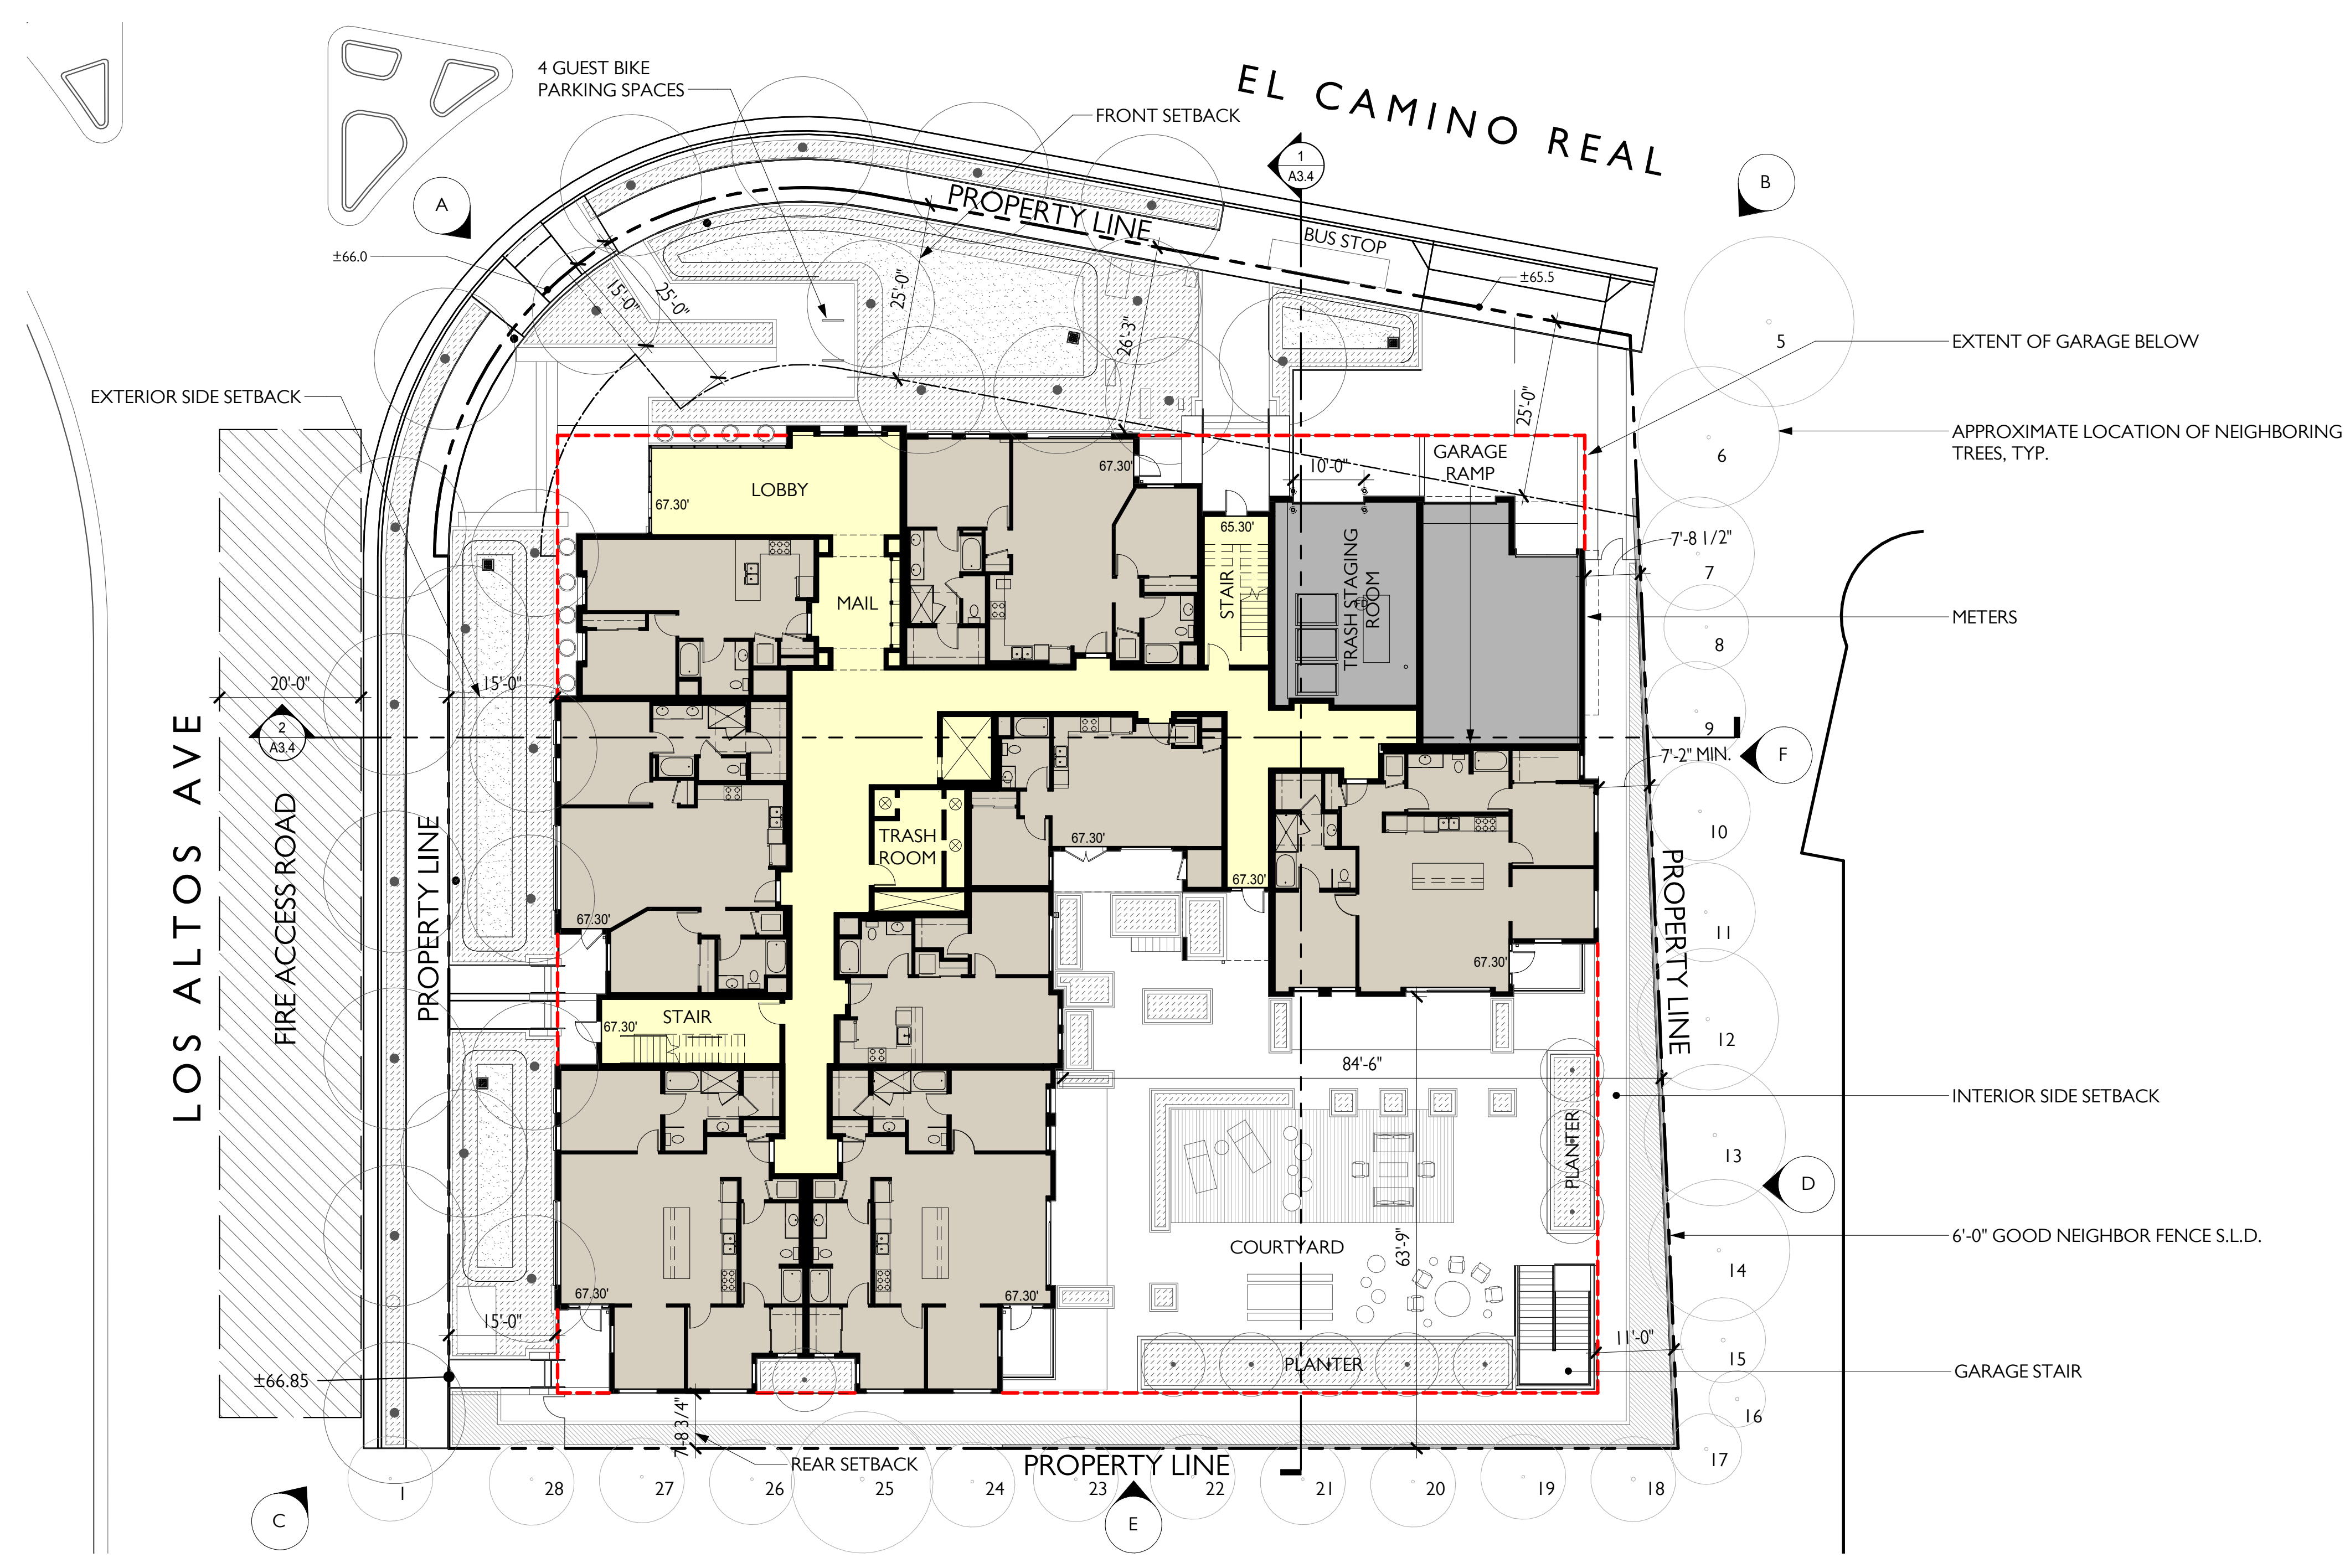 4 GUEST BIKE
PARKING SPACES
FRONT SETBACK
EL CAMINO REAL
1
A3.4
A
B
PROPERTY LINE
BUS STOP
±66.0
±65.5
15'-0"
25'-0"
25'-0"
26'-3"
25'-0"
5
EXTENT OF GARAGE BELOW
EXTERIOR SIDE SETBACK
6
APPROXIMATE LOCATION OF NEIGHBORING
TREES, TYP.
GARAGE
RAMP
10'-0"
67.30'
LOBBY
67.30'
65.30'
STAIR
TRASH STAGING
ROOM
7'-8 1/2"
7
MAIL
METERS
8
20'-0"
15'-0"
2
A3.4
9
7'-2" MIN.
F
LOS ALTOS AVE
FIRE ACCESS ROAD
PROPERTY LINE
TRASH
ROOM
67.30'
67.30'
10
PROPERTY LINE
67.30'
11
67.30'
STAIR
67.30'
12
84'-6"
INTERIOR SIDE SETBACK
PLANTER
13
D
COURTYARD
63'-9"
6'-0" GOOD NEIGHBOR FENCE S.L.D.
14
67.30'
67.30'
15'-0"
11'-0"
15
PLANTER
GARAGE STAIR
±66.85
16
7'-8 3/4"
17
REAR SETBACK
PROPERTY LINE
1
28
27
26
25
24
23
22
21
20
19
18
C
E